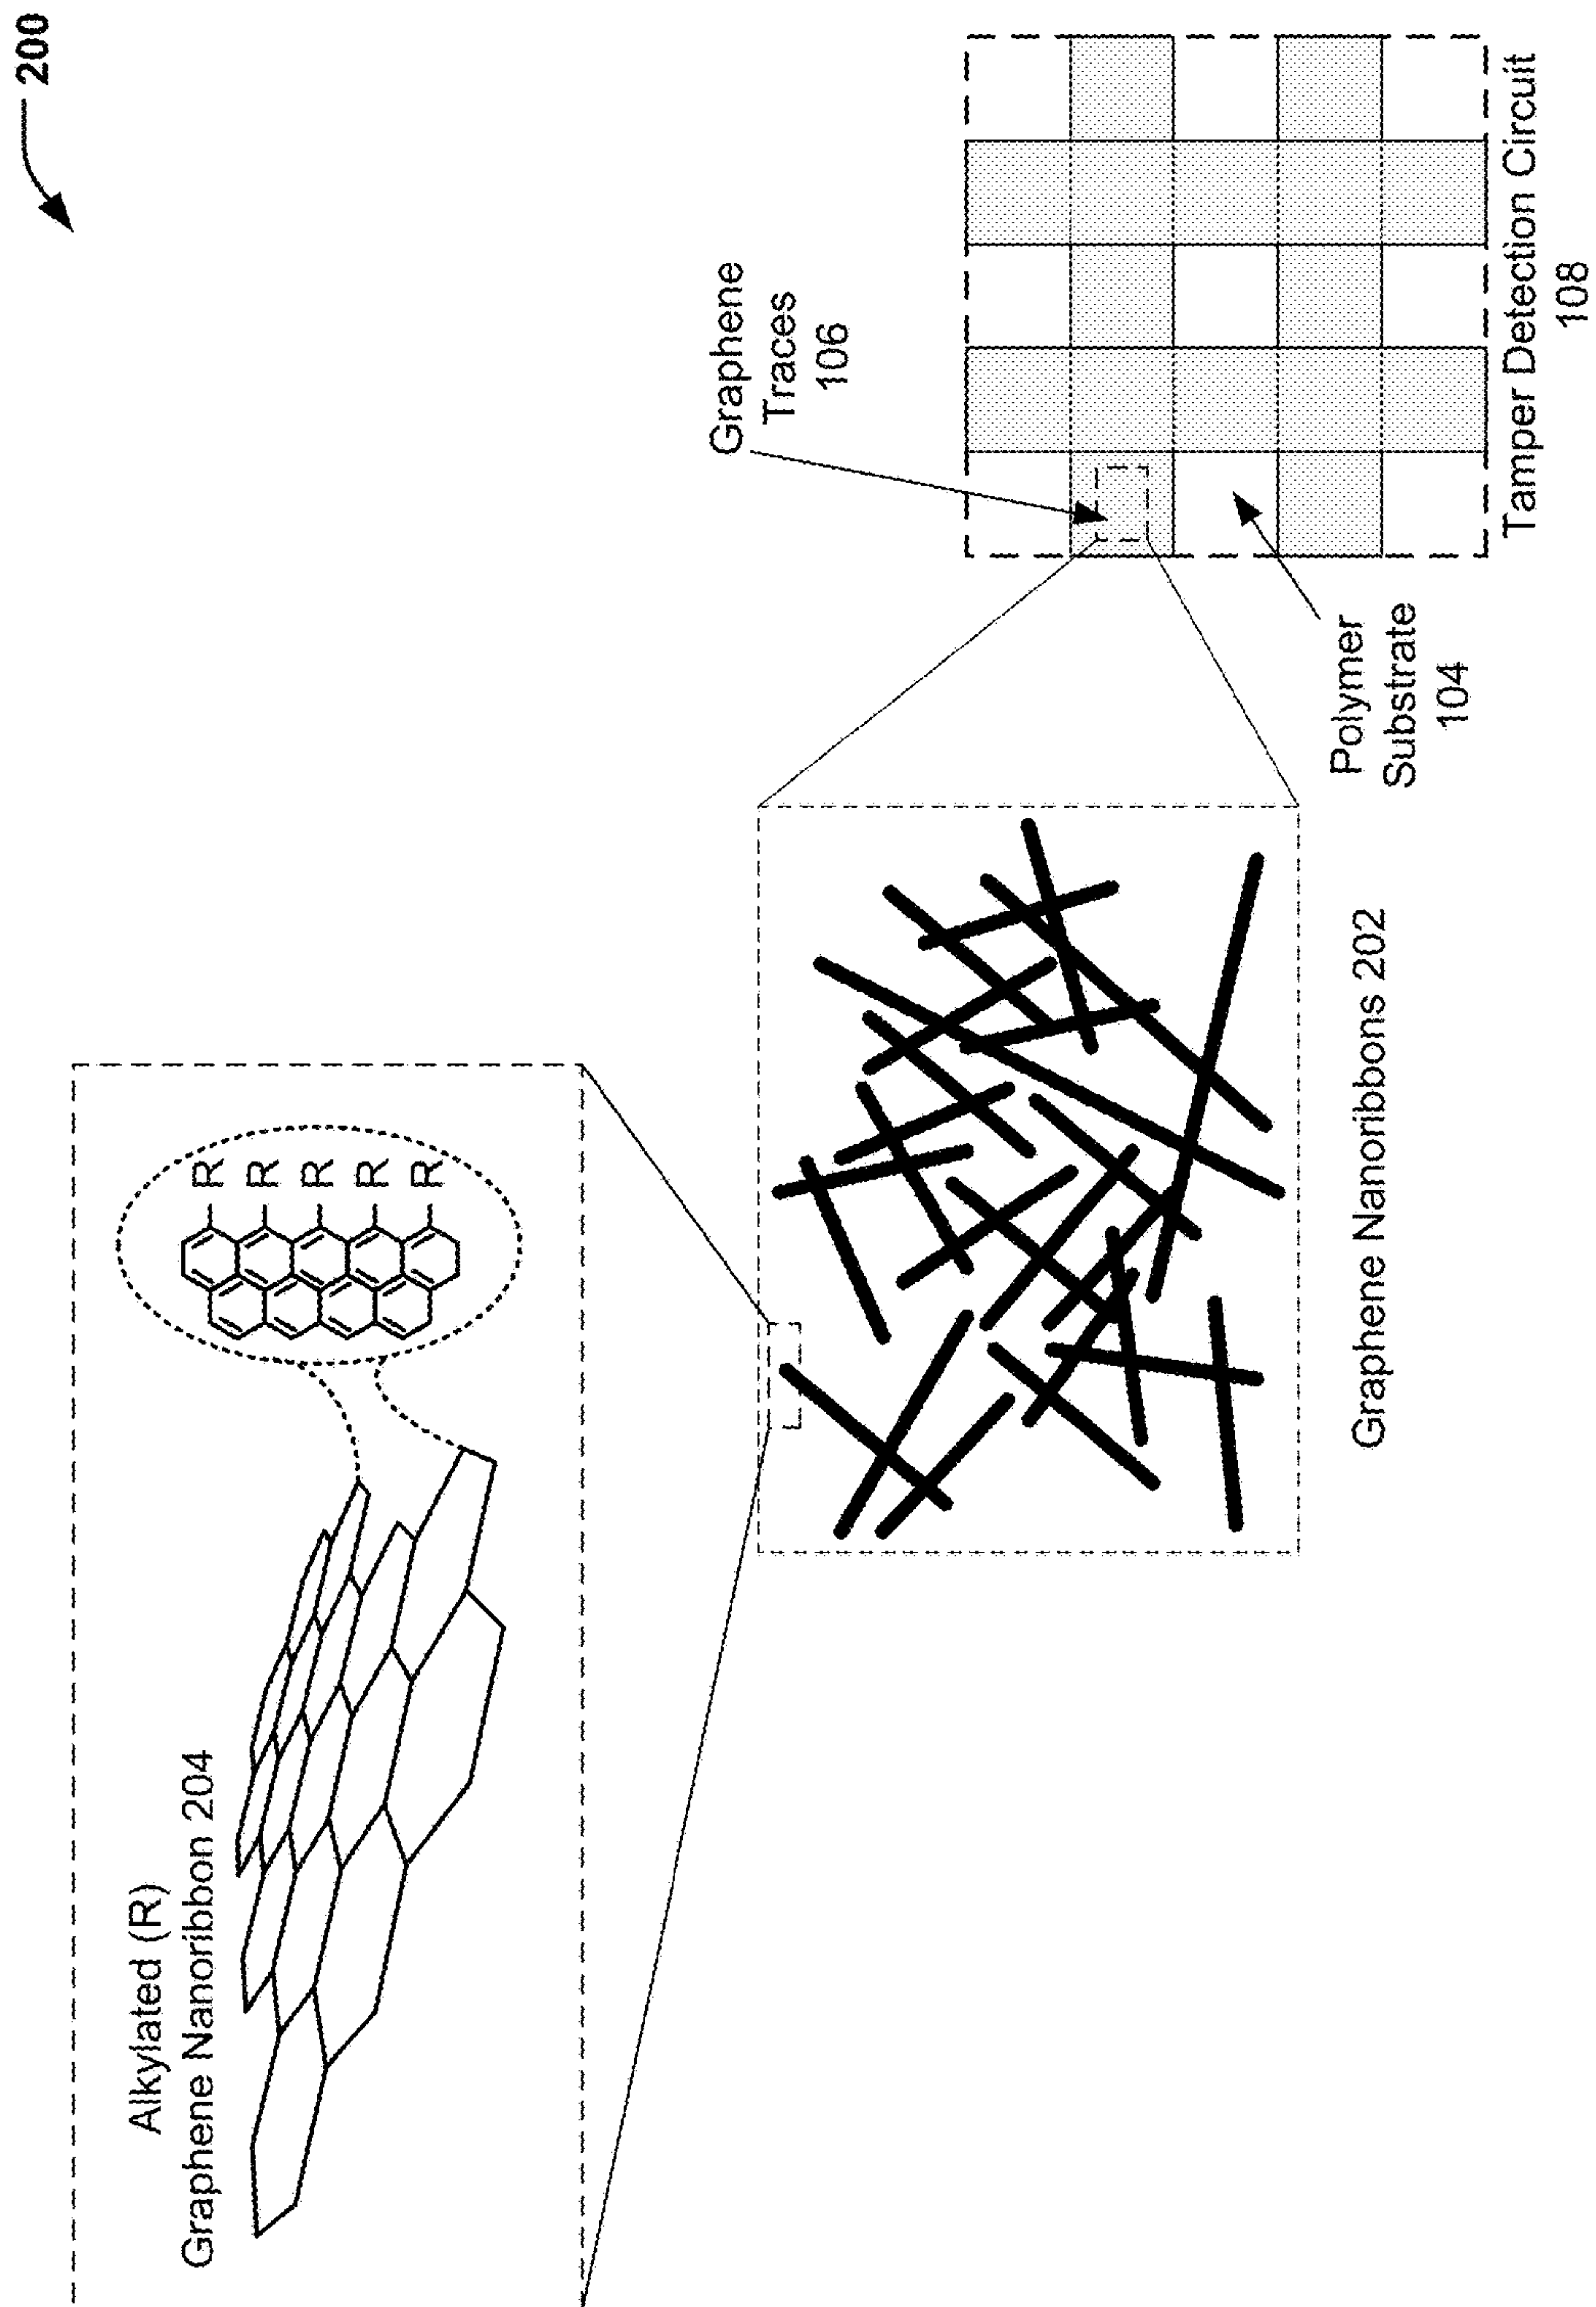 200
Alkylated (R)
Graphene Nanoribbon 204
R
R
R
R
R
Graphene Nanoribbons 202
Graphene
Traces
106
Polymer
Substrate
104
Tamper Detection Circuit
108